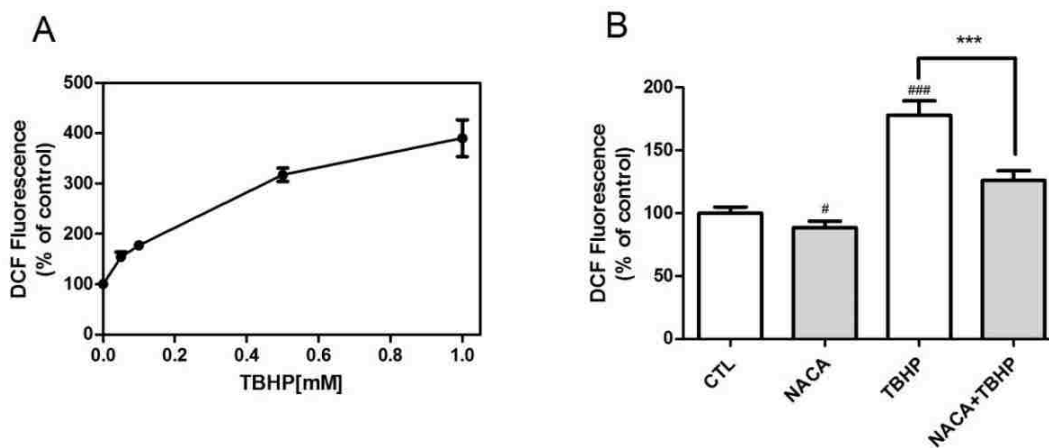 A
DCF Fluorescence
(% of control)
500
400
300
200
100
0
0.0 0.2 0.4 0.6 0.8 1.0
TBHP[mM]
B
DCF Fluorescence
(% of control)
200
150
100
50
0
***
###
#
CTL
NACA
TBHP
NACA+TBHP